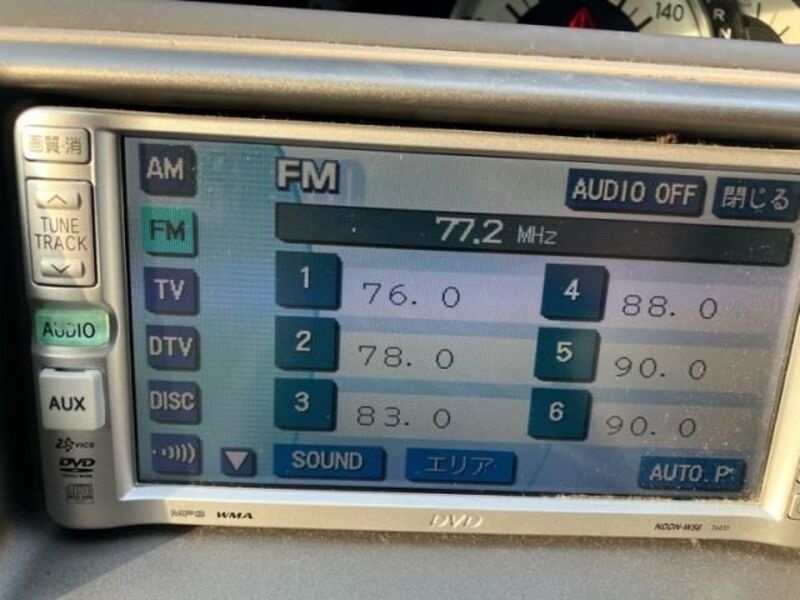 140
R
N
画質・消
AM
FM
AUDIO OFF
閉じる
TUNE
TRACK
FM
77.2 MHz
TV
1 76. 0
4 88. 0
AUDIO
DTV
2 78. 0
5 90. 0
AUX
DISC
3 83. 0
6 90. 0
VICS
DVD
SOUND
エリア
AUTO.P
MP3 WMA
DVD
NDDN-W56